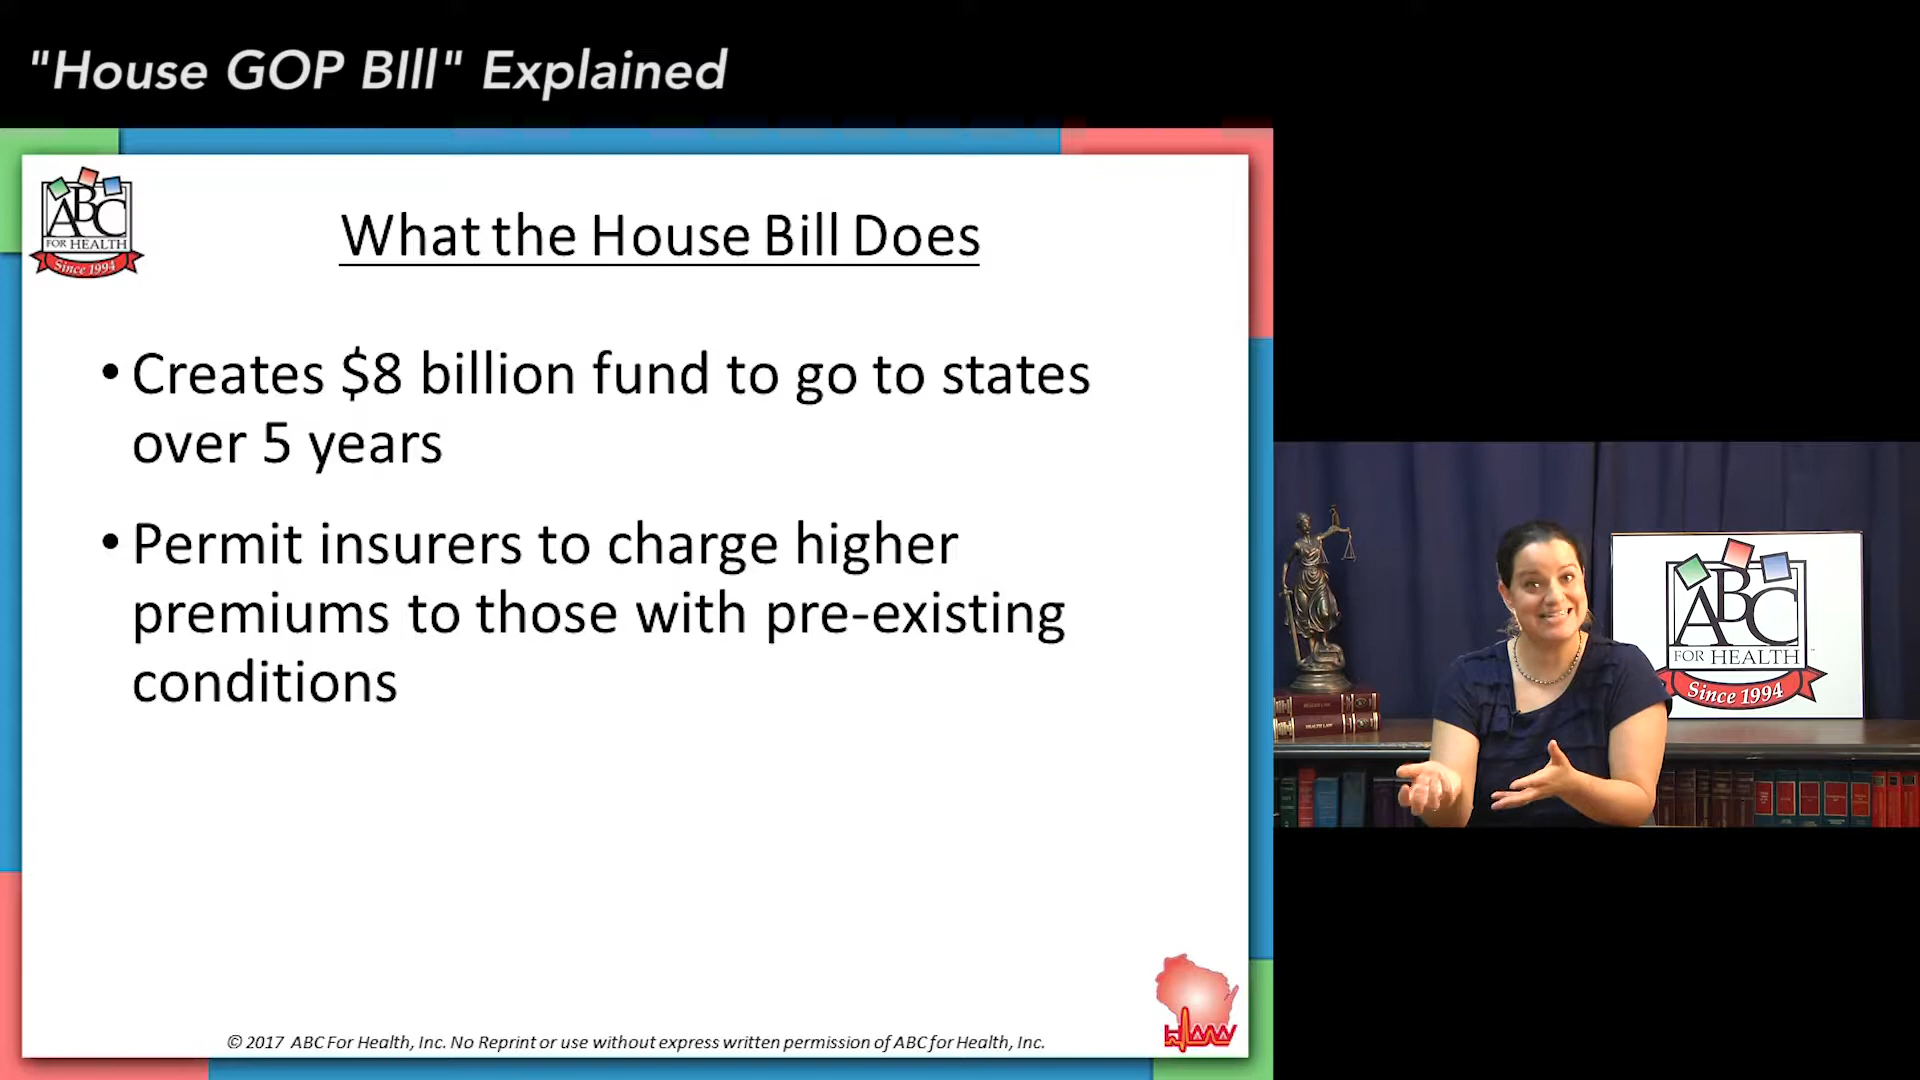 "House GOP BIll" Explained
ABC
FOR HEALTH
Since 1994
What the House Bill Does
• Creates $8 billion fund to go to states
over 5 years
• Permit insurers to charge higher
premiums to those with pre-existing
conditions
© 2017 ABC For Health, Inc. No Reprint or use without express written permission of ABC for Health, Inc.
ABC
FOR HEALTH
Since 1994
HEALTH LAW